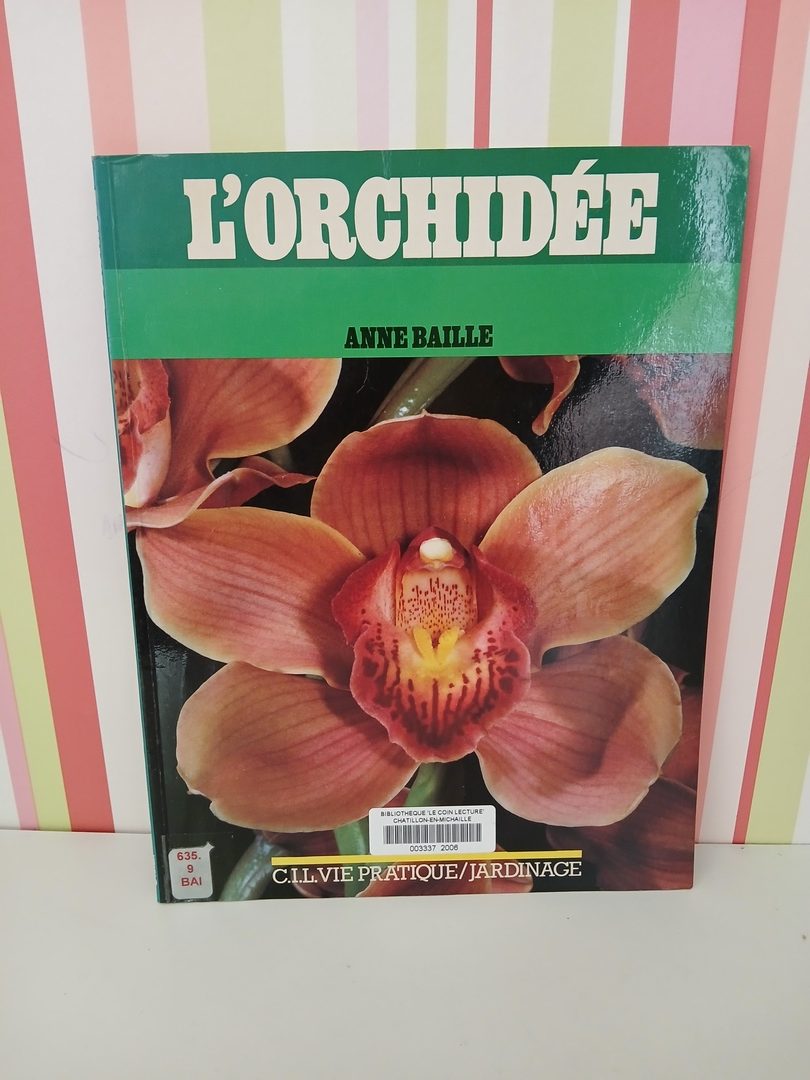 L'ORCHIDÉE
ANNE BAILLE
BIBLIOTHEQUE 'LE COIN LECTURE'
CHATILLON-EN-MICHAILLE
003337 2006
635.
9
BAI
C.I.L. VIE PRATIQUE/JARDINAGE